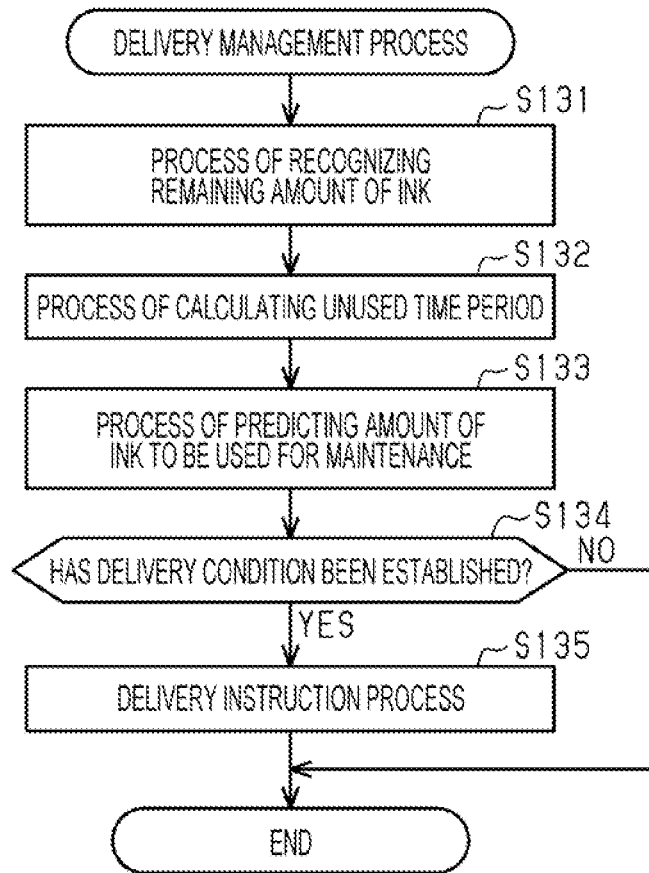 DELIVERY MANAGEMENT PROCESS
S131
PROCESS OF RECOGNIZING
REMAINING AMOUNT OF INK
S132
PROCESS OF CALCULATING UNUSED TIME PERIOD
S133
PROCESS OF PREDICTING AMOUNT OF
INK TO BE USED FOR MAINTENANCE
S134
HAS DELIVERY CONDITION BEEN ESTABLISHED?
NO
YES
S135
DELIVERY INSTRUCTION PROCESS
END